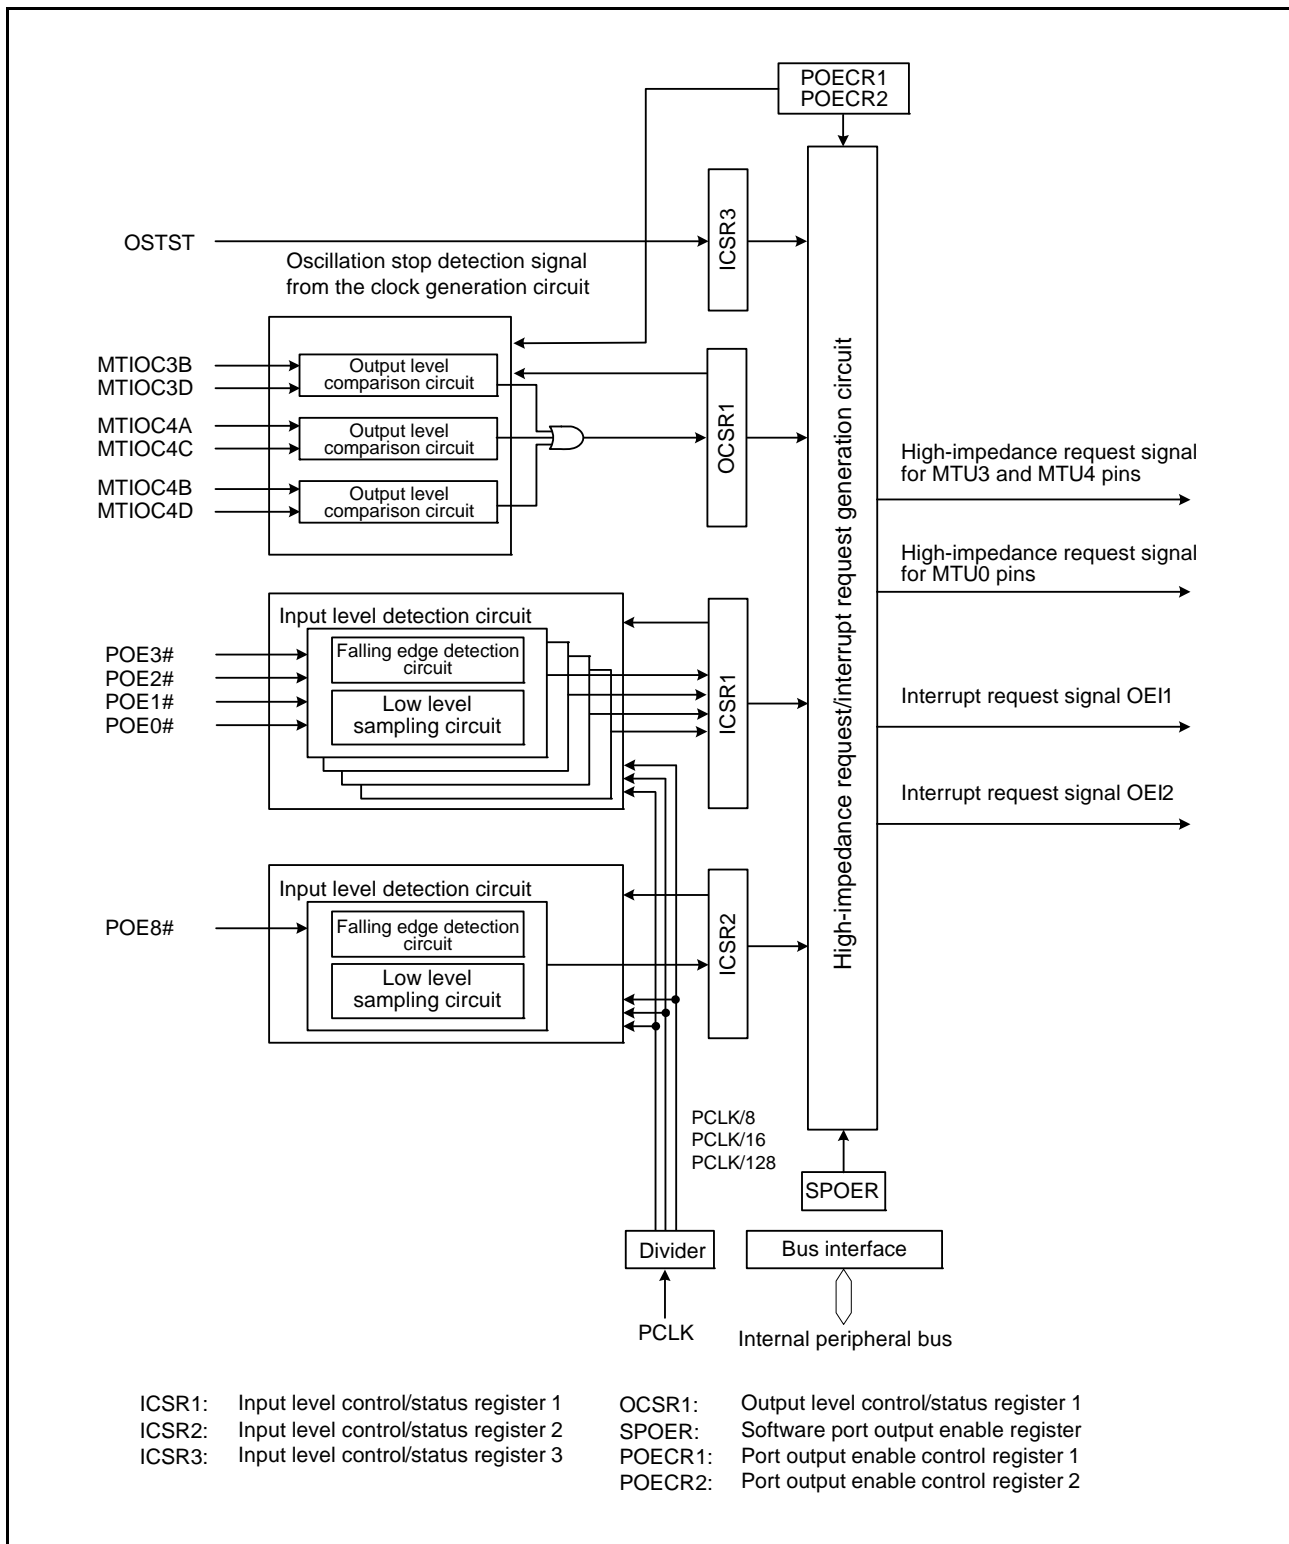 POECR1
POECR2
OSTST
ICSR3
Oscillation stop detection signal
from the clock generation circuit
MTIOC3B
MTIOC3D
MTIOC4A
MTIOC4C
MTIOC4B
MTIOC4D
Output level
comparison circuit
Output level
comparison circuit
Output level
comparison circuit
OCSR1
High-impedance request/interrupt request generation circuit
High-impedance request signal
for MTU3 and MTU4 pins
High-impedance request signal
for MTU0 pins
Interrupt request signal OEI1
Interrupt request signal OEI2
Input level detection circuit
POE3#
POE2#
POE1#
POE0#
Falling edge detection
circuit
Low level
sampling circuit
ICSR1
Input level detection circuit
POE8#
Falling edge detection
circuit
Low level
sampling circuit
ICSR2
PCLK/8
PCLK/16
PCLK/128
SPOER
Divider
Bus interface
PCLK
Internal peripheral bus
ICSR1: Input level control/status register 1
ICSR2: Input level control/status register 2
ICSR3: Input level control/status register 3
OCSR1: Output level control/status register 1
SPOER: Software port output enable register
POECR1: Port output enable control register 1
POECR2: Port output enable control register 2